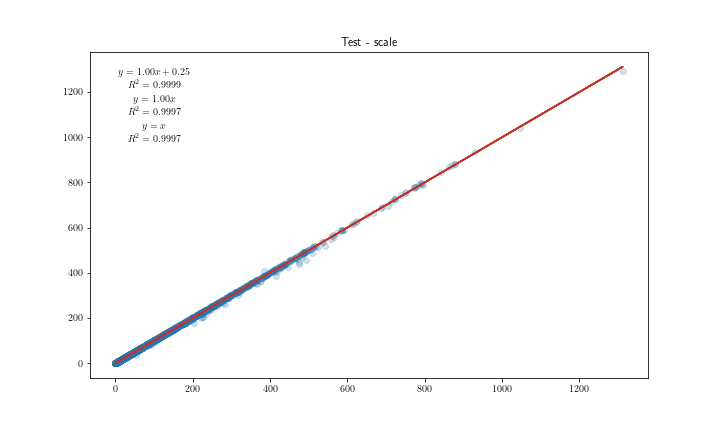 Test - scale
y = 1.00x + 0.25
R² = 0.9999
y = 1.00x
R² = 0.9997
y = x
R² = 0.9997
1200
1000
800
600
400
200
0
0 200 400 600 800 1000 1200